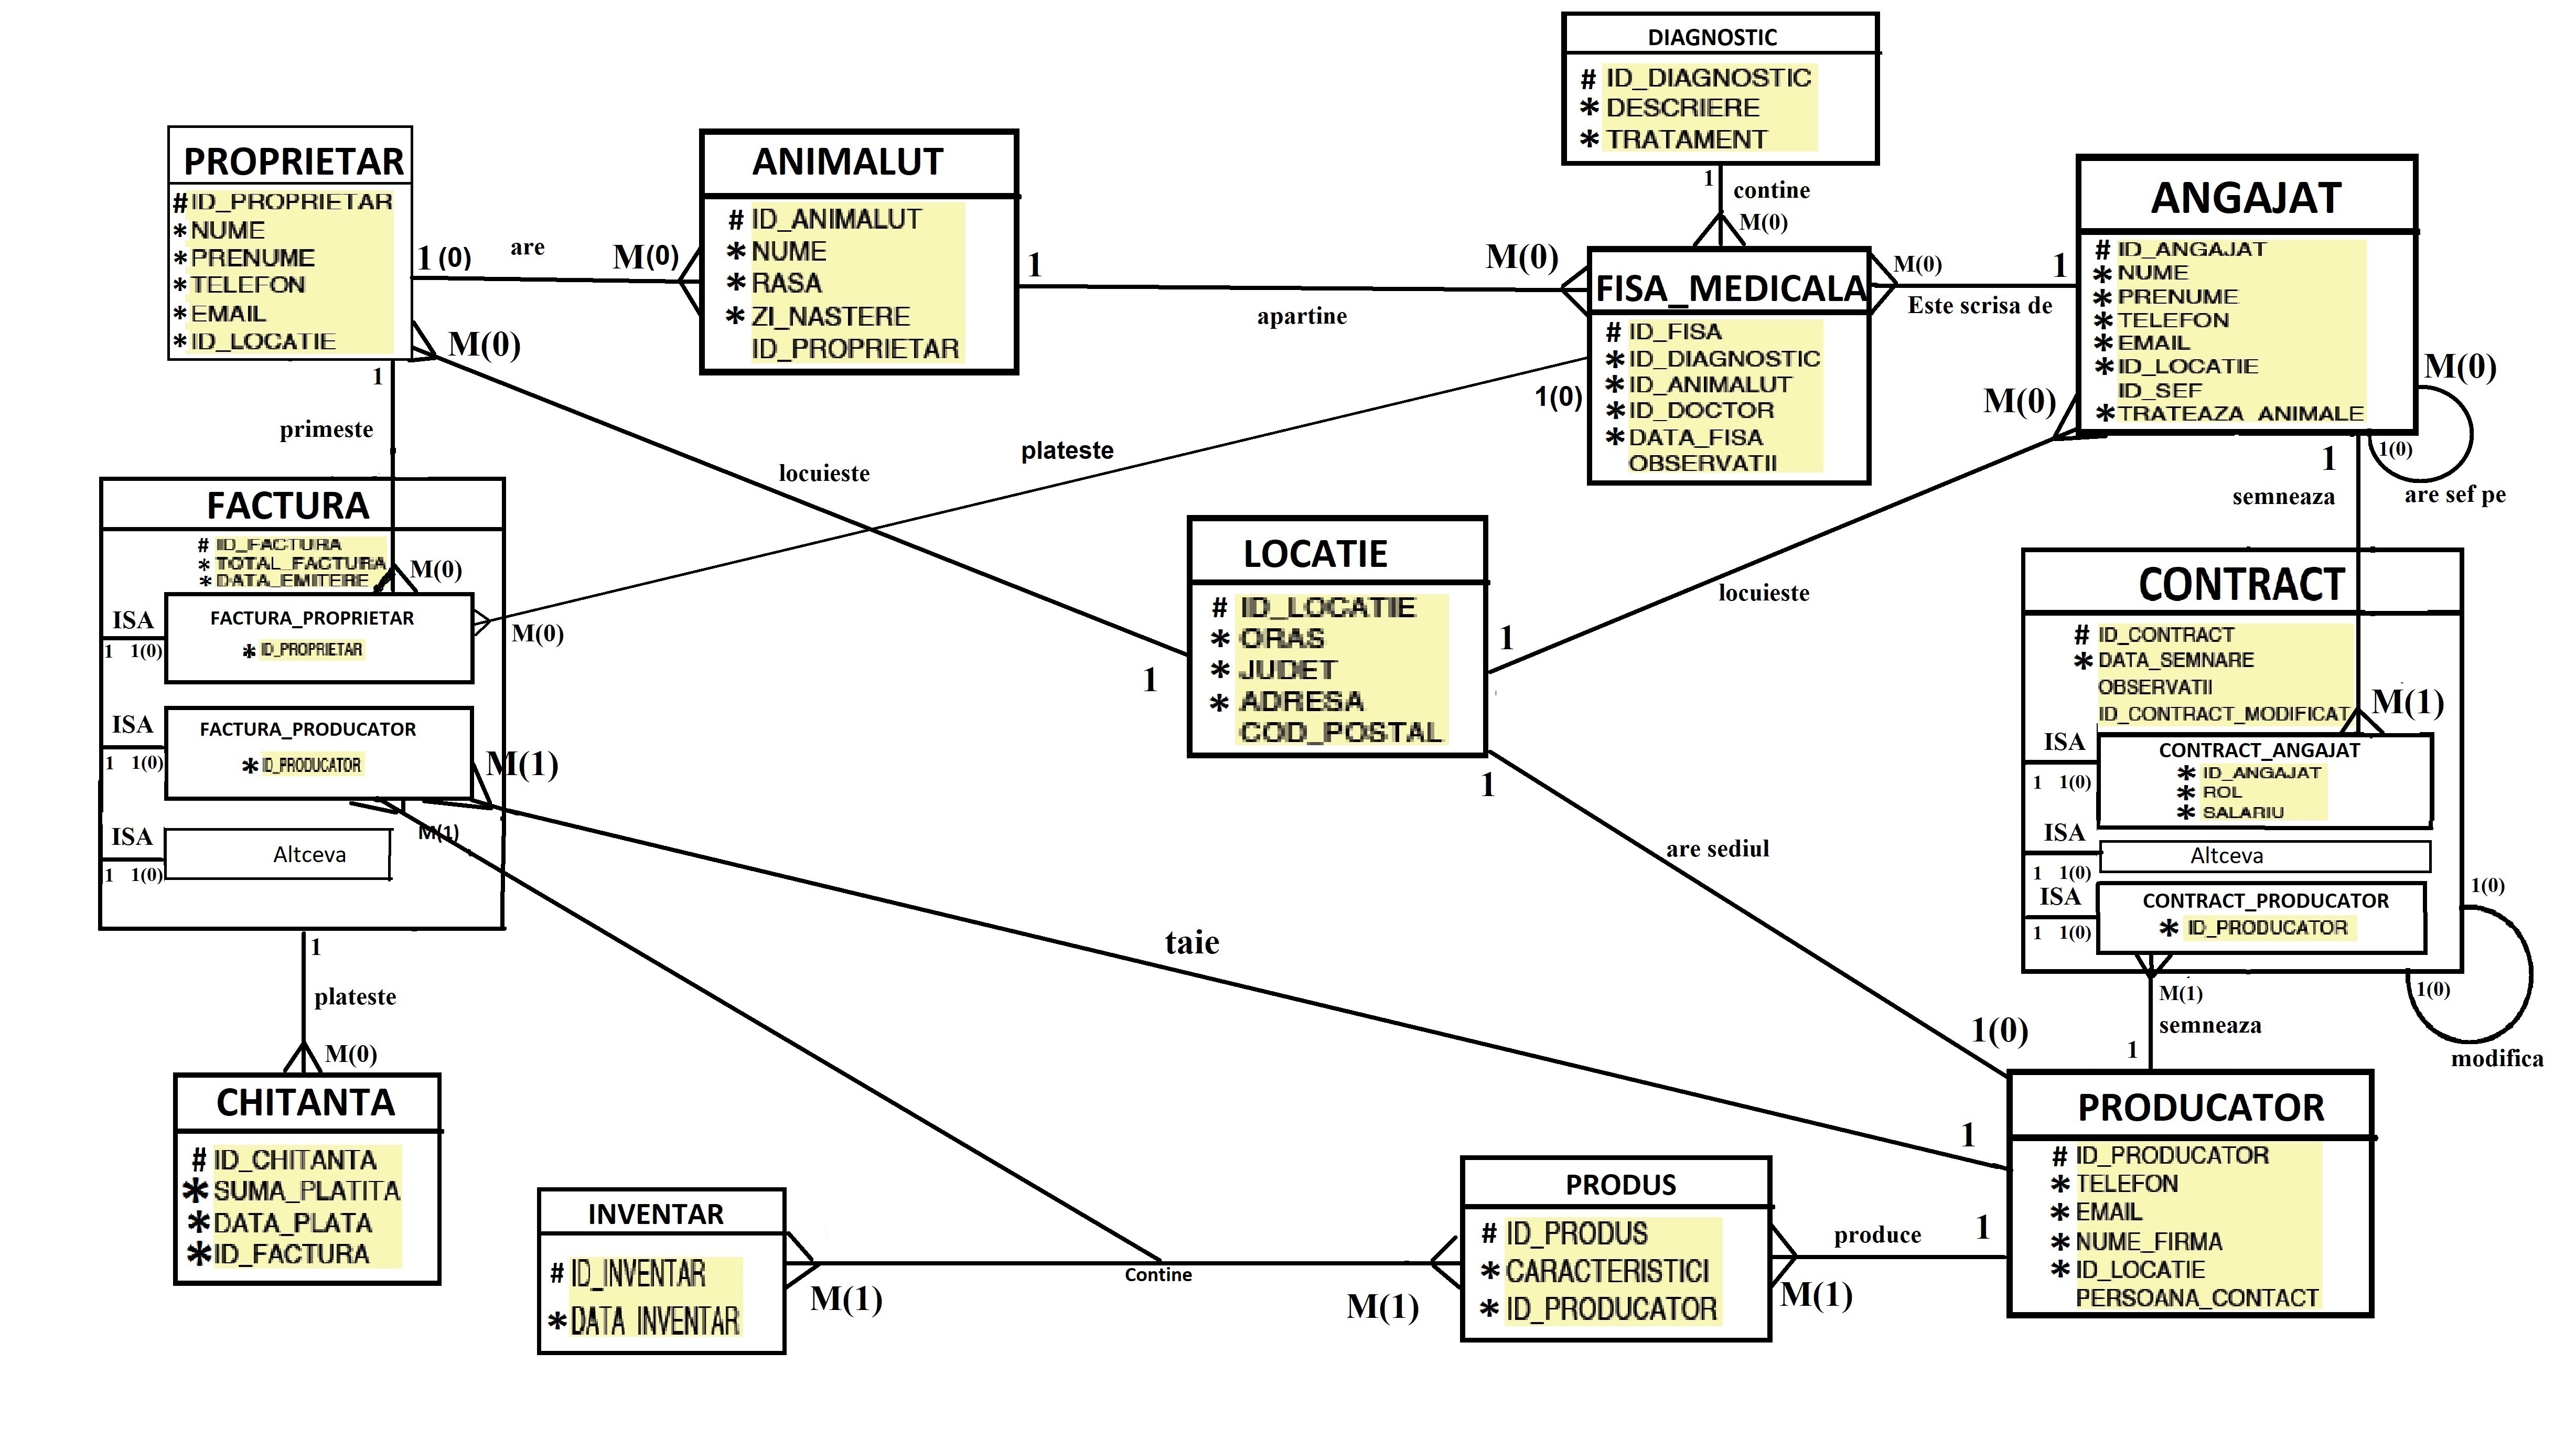 DIAGNOSTIC
# ID_DIAGNOSTIC
* DESCRIERE
* TRATAMENT
1
contine
M(0)
PROPRIETAR
# ID_PROPRIETAR
* NUME
* PRENUME
* TELEFON
* EMAIL
* ID_LOCATIE
1 (0)
are
M(0)
ANIMALUT
# ID_ANIMALUT
* NUME
* RASA
* ZI_NASTERE
ID_PROPRIETAR
1
apartine
M(0)
FISA_MEDICALA
# ID_FISA
* ID_DIAGNOSTIC
* ID_ANIMALUT
* ID_DOCTOR
* DATA_FISA
OBSERVATII
M(0)
Este scrisa de
1
ANGAJAT
# ID_ANGAJAT
* NUME
* PRENUME
* TELEFON
* EMAIL
* ID_LOCATIE
ID_SEF
* TRATEAZA_ANIMALE
M(0)
1(0)
are sef pe
M(0)
locuieste
1
1
primeste
M(0)
M(0)
locuieste
1
1(0)
plateste
M(0)
FACTURA
# ID_FACTURA
* TOTAL_FACTURA
* DATA_EMITERE
ISA
1 1(0)
FACTURA_PROPRIETAR
* ID_PROPRIETAR
ISA
1 1(0)
FACTURA_PRODUCATOR
* ID_PRODUCATOR
M(1)
M(1)
ISA
1 1(0)
Altceva
LOCATIE
# ID_LOCATIE
* ORAS
* JUDET
* ADRESA
COD_POSTAL
1
are sediul
1(0)
1
semneaza
M(1)
CONTRACT
# ID_CONTRACT
* DATA_SEMNARE
OBSERVATII
ID_CONTRACT_MODIFICAT
ISA
1 1(0)
CONTRACT_ANGAJAT
* ID_ANGAJAT
* ROL
* SALARIU
ISA
1 1(0)
Altceva
ISA
1 1(0)
CONTRACT_PRODUCATOR
* ID_PRODUCATOR
1(0)
1(0)
modifica
M(1)
semneaza
1
taie
1
1
plateste
M(0)
CHITANTA
# ID_CHITANTA
* SUMA_PLATITA
* DATA_PLATA
* ID_FACTURA
INVENTAR
# ID_INVENTAR
* DATA_INVENTAR
M(1)
Contine
M(1)
PRODUS
# ID_PRODUS
* CARACTERISTICI
* ID_PRODUCATOR
M(1)
produce
1
PRODUCATOR
# ID_PRODUCATOR
* TELEFON
* EMAIL
* NUME_FIRMA
* ID_LOCATIE
PERSOANA_CONTACT